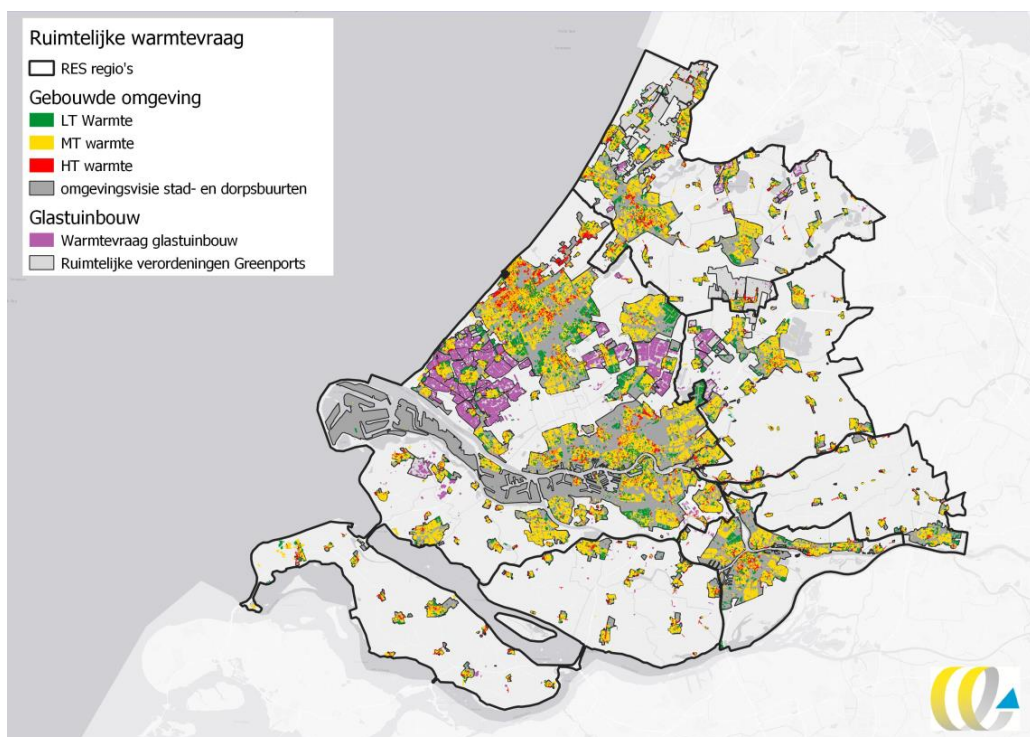 Ruimtelijke warmtevraag
RES regio's
Gebouwde omgeving
LT Warmte
MT warmte
HT warmte
omgevingsvisie stad- en dorpsbuurten
Glastuinbouw
Warmtevraag glastuinbouw
Ruimtelijke verordeningen Greenports